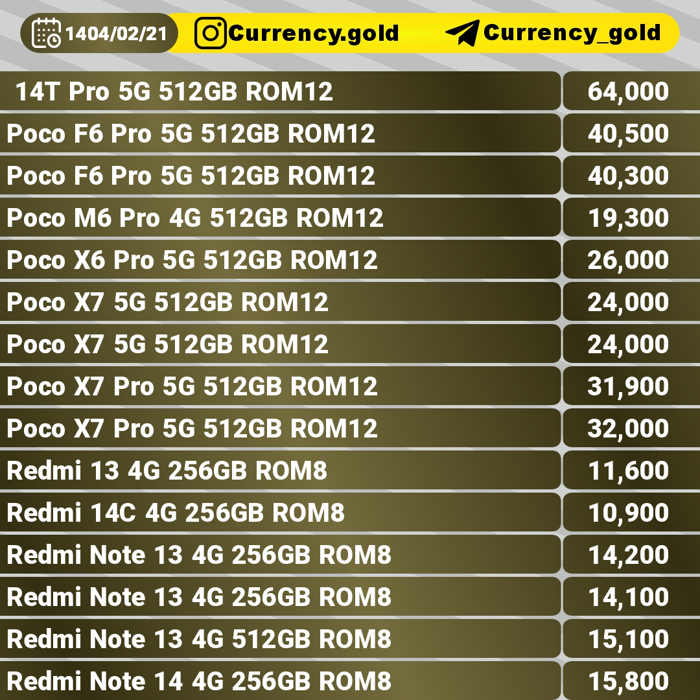 1404/02/21 Currency.gold Currency_gold
14T Pro 5G 512GB ROM12 64,000
Poco F6 Pro 5G 512GB ROM12 40,500
Poco F6 Pro 5G 512GB ROM12 40,300
Poco M6 Pro 4G 512GB ROM12 19,300
Poco X6 Pro 5G 512GB ROM12 26,000
Poco X7 5G 512GB ROM12 24,000
Poco X7 5G 512GB ROM12 24,000
Poco X7 Pro 5G 512GB ROM12 31,900
Poco X7 Pro 5G 512GB ROM12 32,000
Redmi 13 4G 256GB ROM8 11,600
Redmi 14C 4G 256GB ROM8 10,900
Redmi Note 13 4G 256GB ROM8 14,200
Redmi Note 13 4G 256GB ROM8 14,100
Redmi Note 13 4G 512GB ROM8 15,100
Redmi Note 14 4G 256GB ROM8 15,800